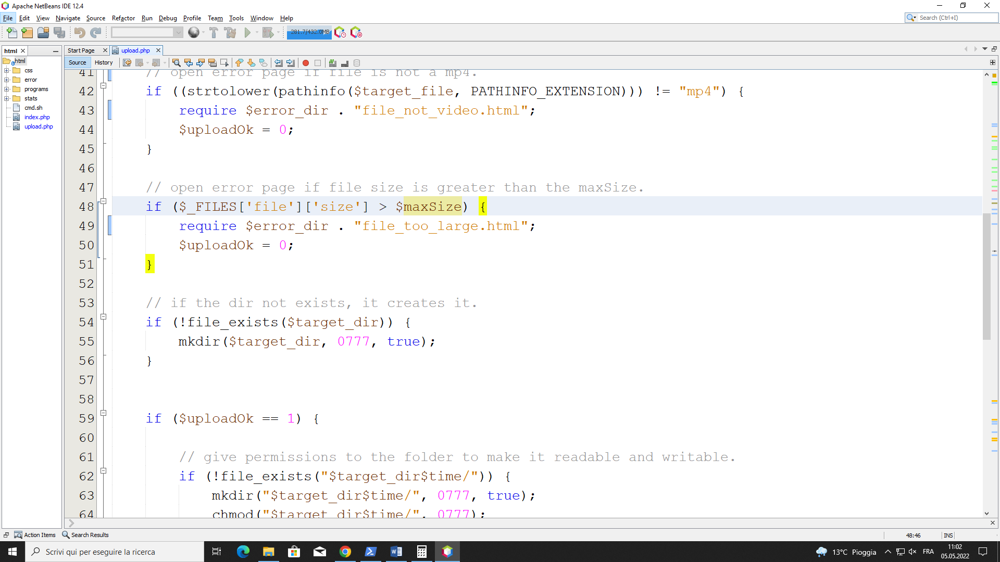 Apache NetBeans IDE 12.4
File Edit View Navigate Source Refactor Run Debug Profile Team Tools Window Help
Search (Ctrl+I)
281.7/432.0MB
html
Start Page
upload.php
html
css
error
programs
stats
cmd.sh
index.php
upload.php
Source History
41 // open error page if file is not a mp4.
42 if ((strtolower(pathinfo($target_file, PATHINFO_EXTENSION))) != "mp4") {
43 require $error_dir . "file_not_video.html";
44 $uploadOk = 0;
45 }
46
47 // open error page if file size is greater than the maxSize.
48 if ($_FILES['file']['size'] > $maxSize) {
49 require $error_dir . "file_too_large.html";
50 $uploadOk = 0;
51 }
52
53 // if the dir not exists, it creates it.
54 if (!file_exists($target_dir)) {
55 mkdir($target_dir, 0777, true);
56 }
57
58
59 if ($uploadOk == 1) {
60
61 // give permissions to the folder to make it readable and writable.
62 if (!file_exists("$target_dir$time/")) {
63 mkdir("$target_dir$time/", 0777, true);
64 chmod("$target_dir$time/", 0777);
Action Items Search Results
48:46 INS
Scrivi qui per eseguire la ricerca
13°C Pioggia
FRA
11:02
05.05.2022